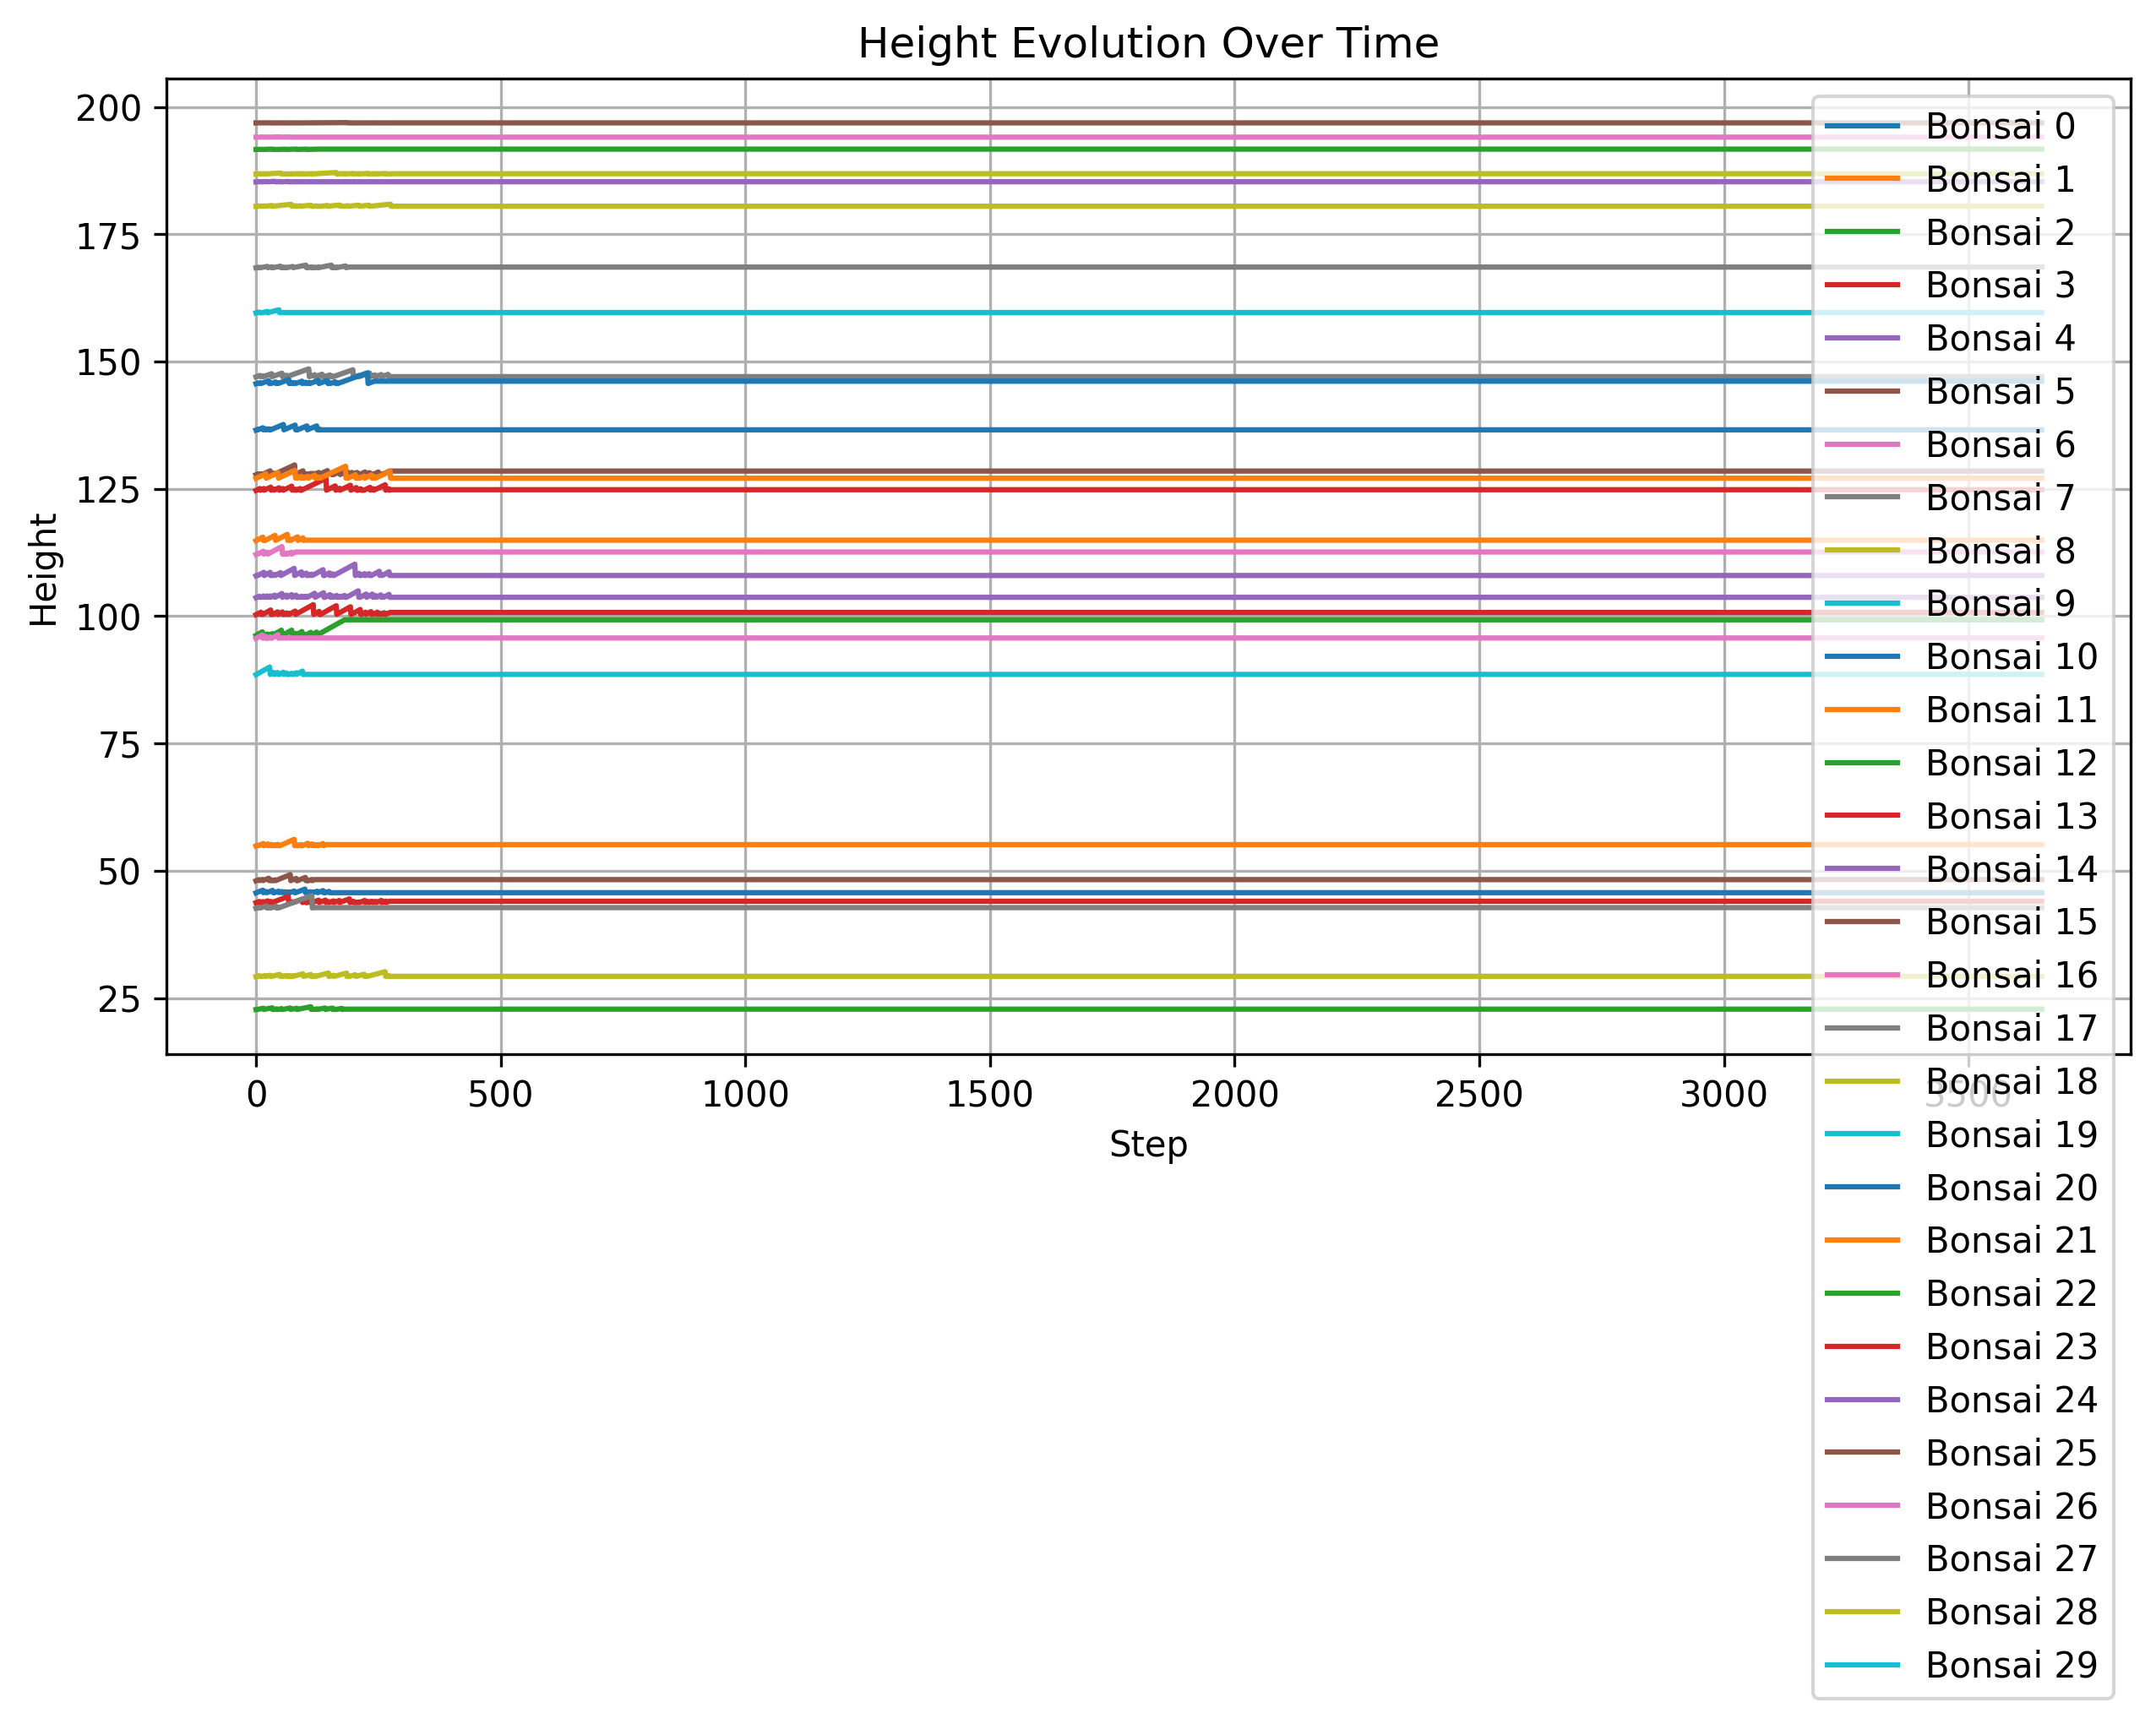 Height Evolution Over Time
Height
200
175
150
125
100
75
50
25
0
500
1000
1500
2000
2500
3000
3500
Step
Bonsai 0
Bonsai 1
Bonsai 2
Bonsai 3
Bonsai 4
Bonsai 5
Bonsai 6
Bonsai 7
Bonsai 8
Bonsai 9
Bonsai 10
Bonsai 11
Bonsai 12
Bonsai 13
Bonsai 14
Bonsai 15
Bonsai 16
Bonsai 17
Bonsai 18
Bonsai 19
Bonsai 20
Bonsai 21
Bonsai 22
Bonsai 23
Bonsai 24
Bonsai 25
Bonsai 26
Bonsai 27
Bonsai 28
Bonsai 29